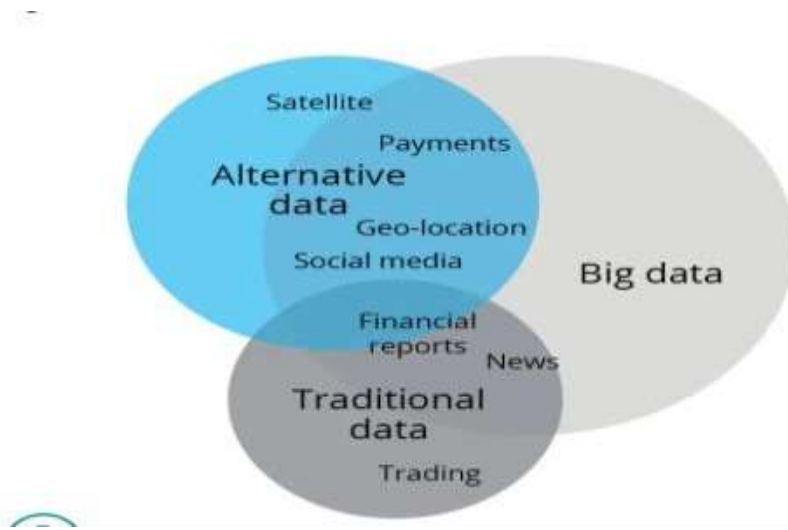 Satellite
Payments
Alternative
data
Geo-location
Social media
Big data
Financial
reports
News
Traditional
data
Trading